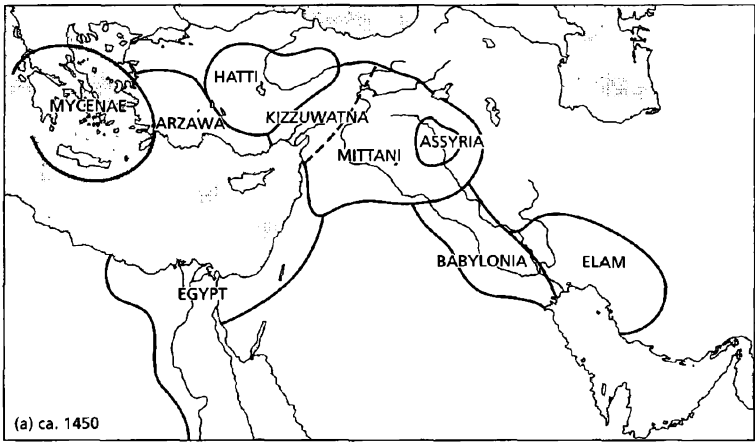 HATTI
MYCENAE
ARZAWA
KIZZUWATNA
MITTANI
ASSYRIA
BABYLONIA
ELAM
EGYPT
(a) ca. 1450